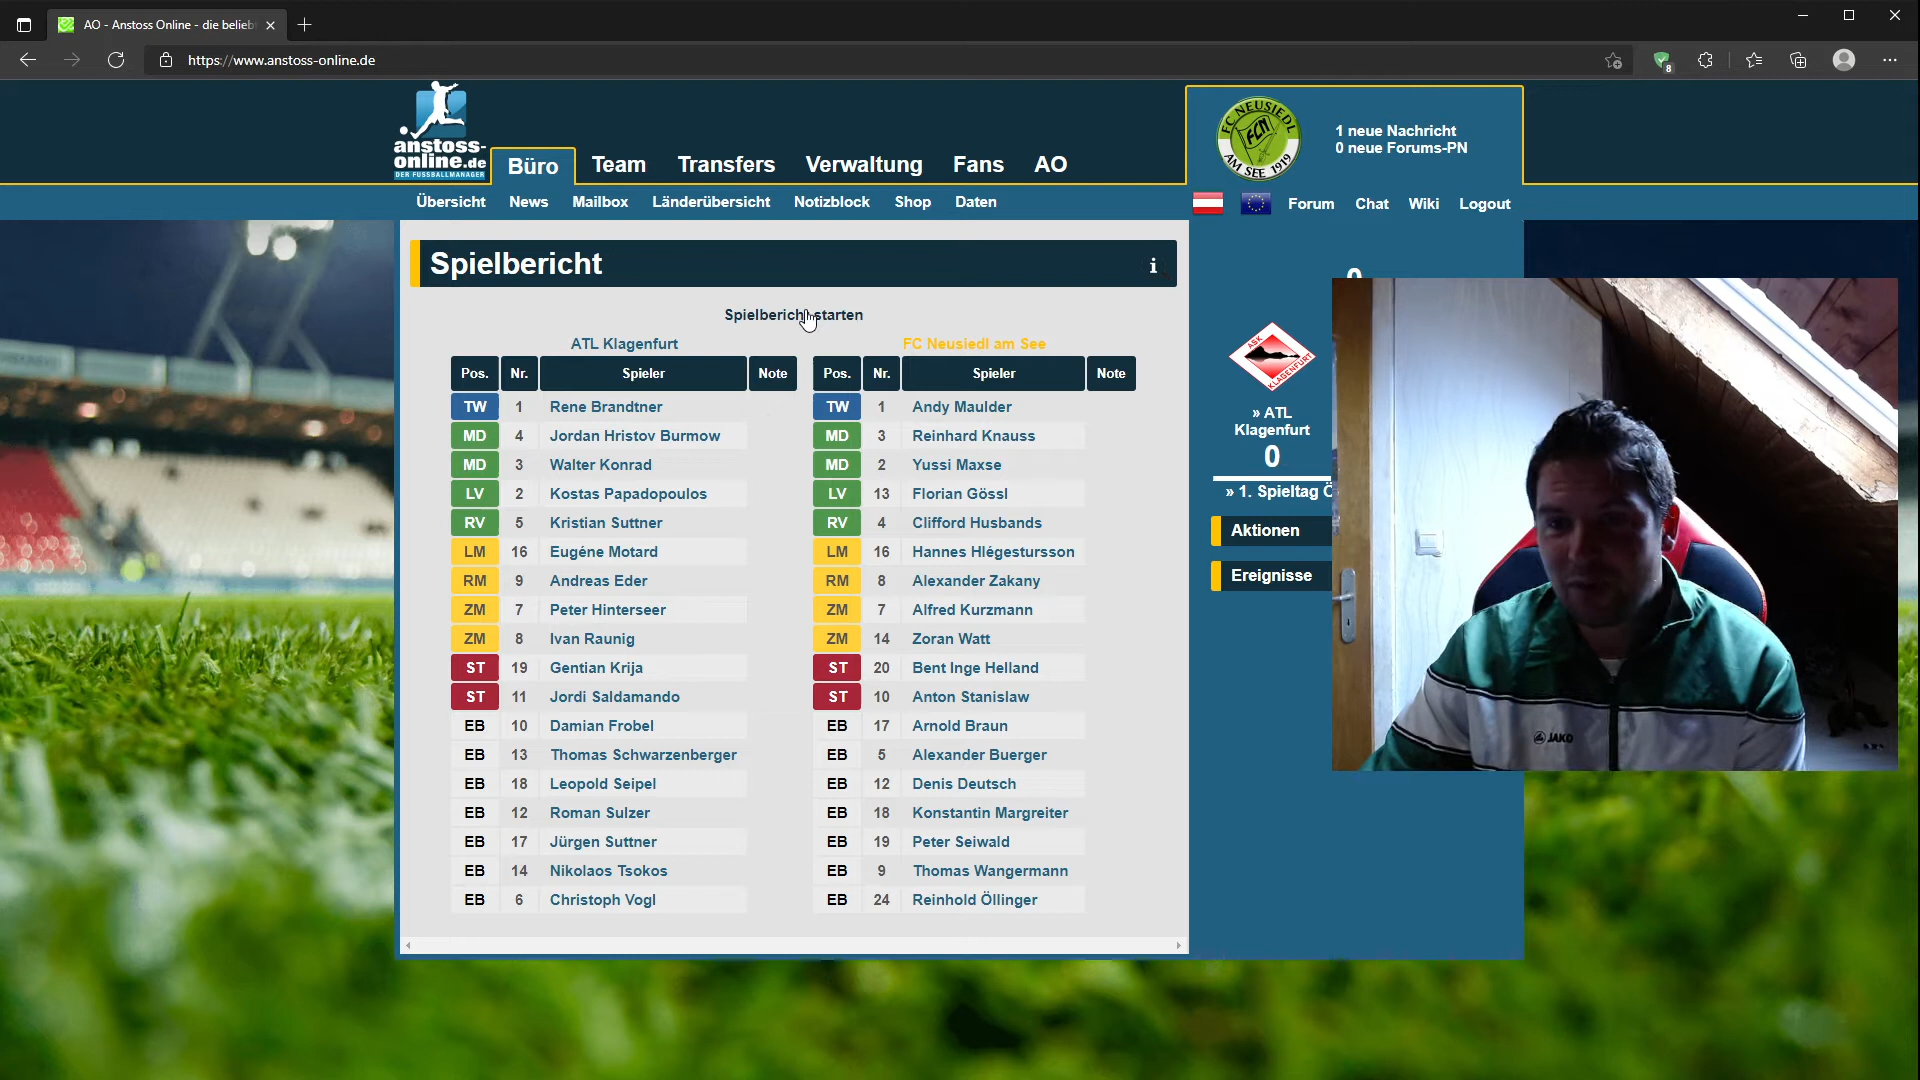 AO - Anstoss Online - die belieb
https://www.anstoss-online.de
8
anstoss-
online.de
DER FUSSBALLMANAGER
Büro
Team
Transfers
Verwaltung
Fans
AO
FC NEUSIEDL
FCN
AM SEE 1919
1 neue Nachricht
0 neue Forums-PN
Übersicht
News
Mailbox
Länderübersicht
Notizblock
Shop
Daten
Forum
Chat
Wiki
Logout
Spielbericht
i
Spielbericht starten
ATL Klagenfurt
FC Neusiedl am See
Pos. Nr. Spieler Note Pos. Nr. Spieler Note
TW 1 Rene Brandtner TW 1 Andy Maulder
MD 4 Jordan Hristov Burmow MD 3 Reinhard Knauss
MD 3 Walter Konrad MD 2 Yussi Maxse
LV 2 Kostas Papadopoulos LV 13 Florian Gössl
RV 5 Kristian Suttner RV 4 Clifford Husbands
LM 16 Eugéne Motard LM 16 Hannes Hlégestursson
RM 9 Andreas Eder RM 8 Alexander Zakany
ZM 7 Peter Hinterseer ZM 7 Alfred Kurzmann
ZM 8 Ivan Raunig ZM 14 Zoran Watt
ST 19 Gentian Krija ST 20 Bent Inge Helland
ST 11 Jordi Saldamando ST 10 Anton Stanislaw
EB 10 Damian Frobel EB 17 Arnold Braun
EB 13 Thomas Schwarzenberger EB 5 Alexander Buerger
EB 18 Leopold Seipel EB 12 Denis Deutsch
EB 12 Roman Sulzer EB 18 Konstantin Margreiter
EB 17 Jürgen Suttner EB 19 Peter Seiwald
EB 14 Nikolaos Tsokos EB 9 Thomas Wangermann
EB 6 Christoph Vogl EB 24 Reinhold Öllinger
ASK
KLAGENFURT
» ATL
Klagenfurt
0
» 1. Spieltag
Aktionen
Ereignisse
JAKO